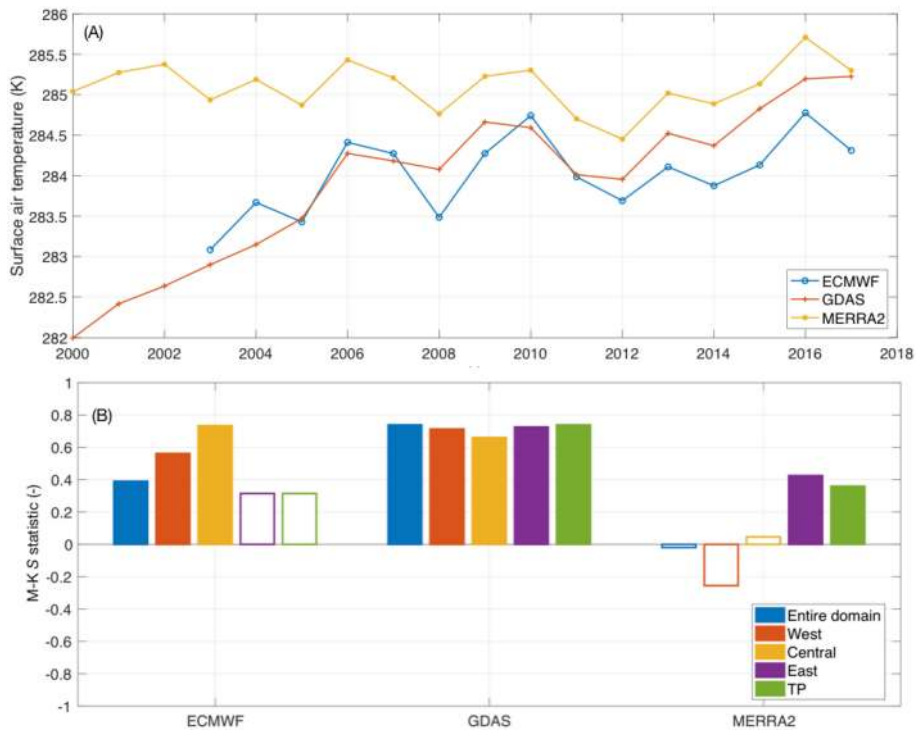 (A)
Surface air temperature (K)
286
285.5
285
284.5
284
283.5
283
282.5
282
2000 2002 2004 2006 2008 2010 2012 2014 2016 2018
ECMWF
GDAS
MERRA2
(B)
M-K S statistic (-)
1
0.8
0.6
0.4
0.2
0
-0.2
-0.4
-0.6
-0.8
-1
Entire domain
West
Central
East
TP
ECMWF GDAS MERRA2